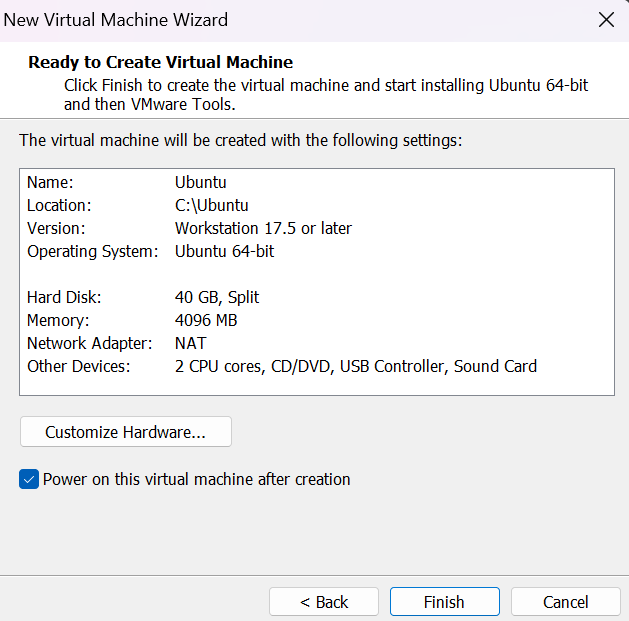 New Virtual Machine Wizard
Ready to Create Virtual Machine
Click Finish to create the virtual machine and start installing Ubuntu 64-bit
and then VMware Tools.
The virtual machine will be created with the following settings:
Name: Ubuntu
Location: C:\Ubuntu
Version: Workstation 17.5 or later
Operating System: Ubuntu 64-bit
Hard Disk: 40 GB, Split
Memory: 4096 MB
Network Adapter: NAT
Other Devices: 2 CPU cores, CD/DVD, USB Controller, Sound Card
Customize Hardware...
Power on this virtual machine after creation
< Back
Finish
Cancel